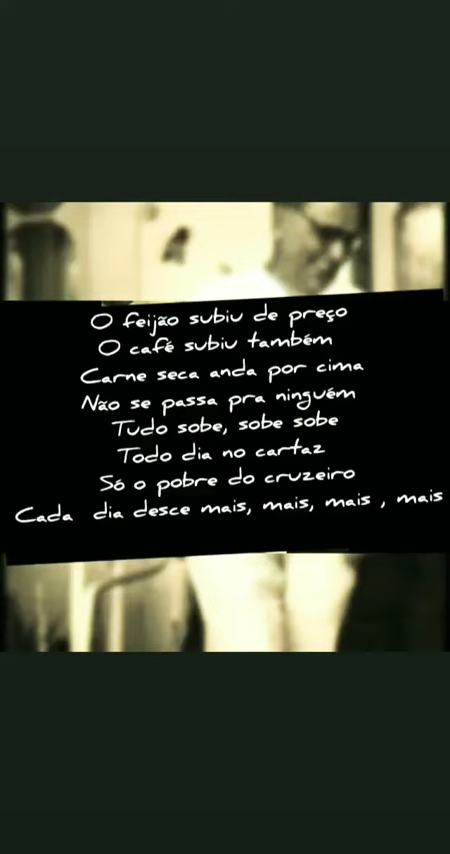 O feijão subiu de preço
O café subiu também
Carne seca anda por cima
Não se passa pra ninguém
Tudo sobe, sobe sobe
Todo dia no cartaz
Só o pobre do cruzeiro
Cada dia desce mais, mais, mais , mais